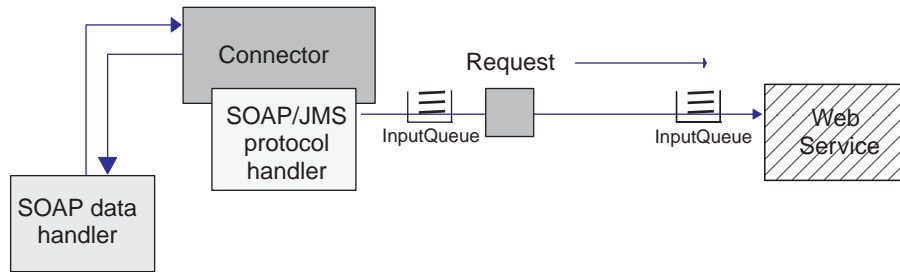 Connector
Request
SOAP/JMS
protocol
handler
InputQueue
InputQueue
Web
Service
SOAP data
handler